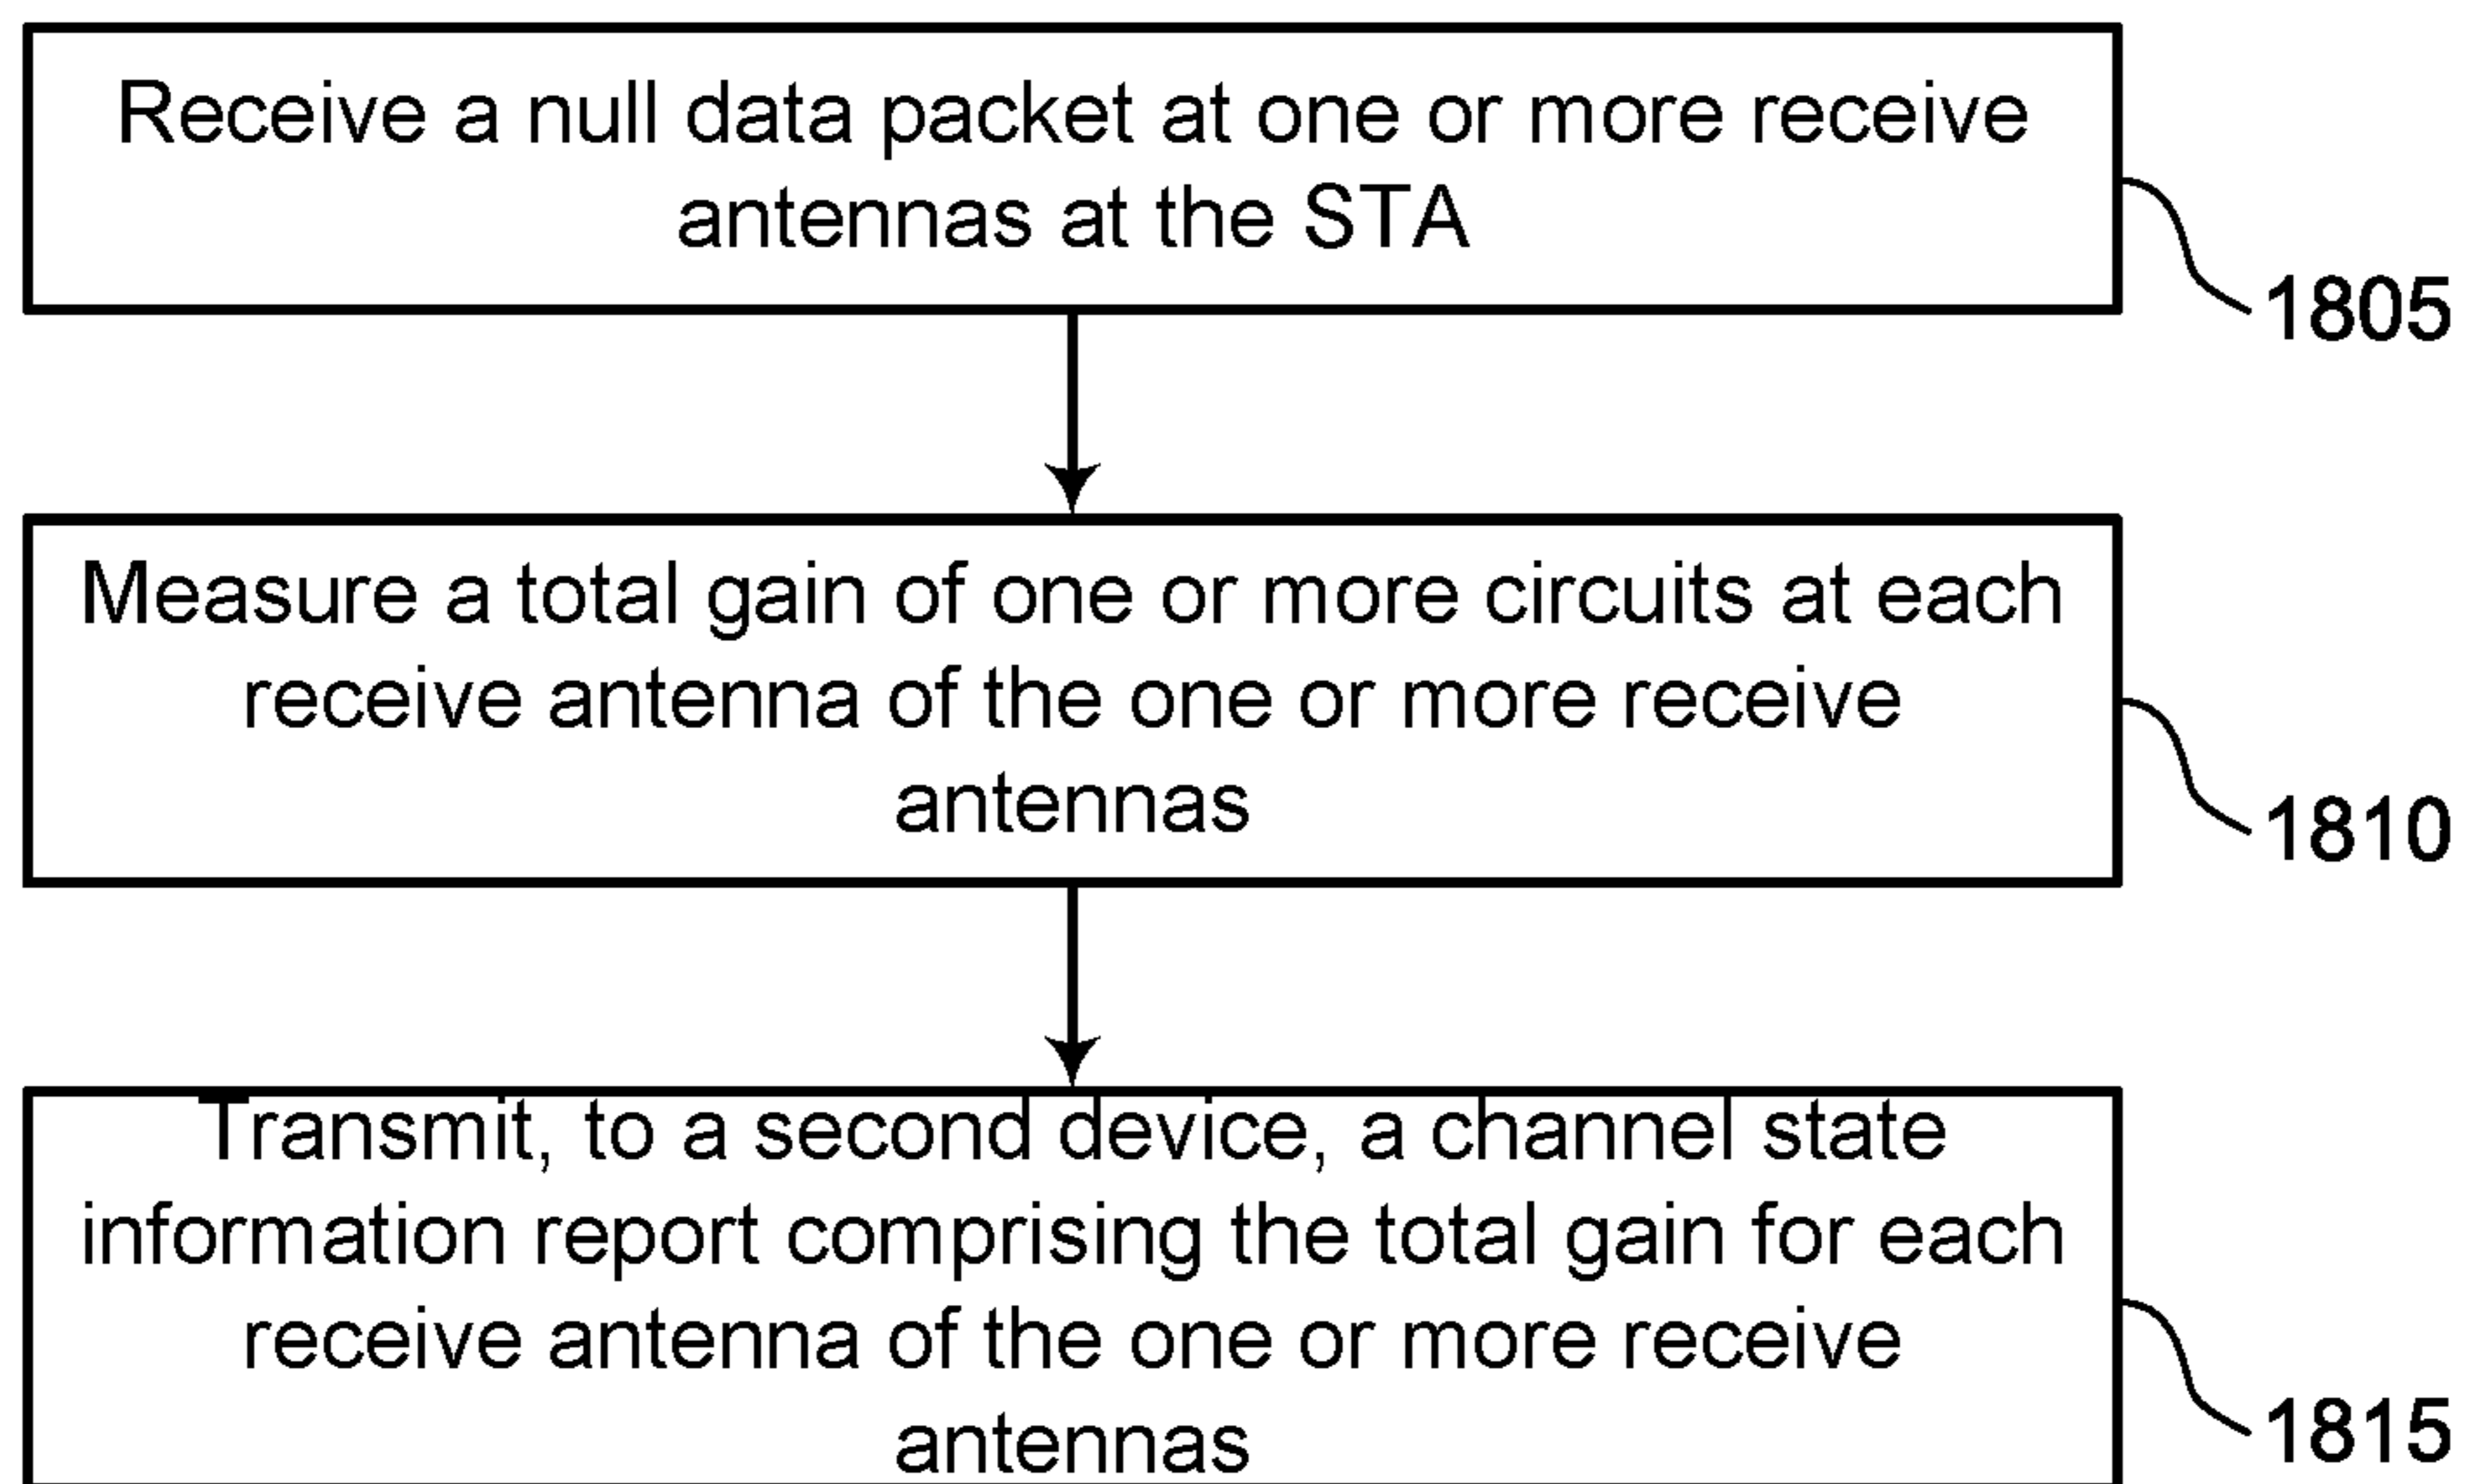 Receive a null data packet at one or more receive
antennas at the STA
1805
Measure a total gain of one or more circuits at each
receive antenna of the one or more receive
antennas
1810
Transmit, to a second device, a channel state
information report comprising the total gain for each
receive antenna of the one or more receive
antennas
1815